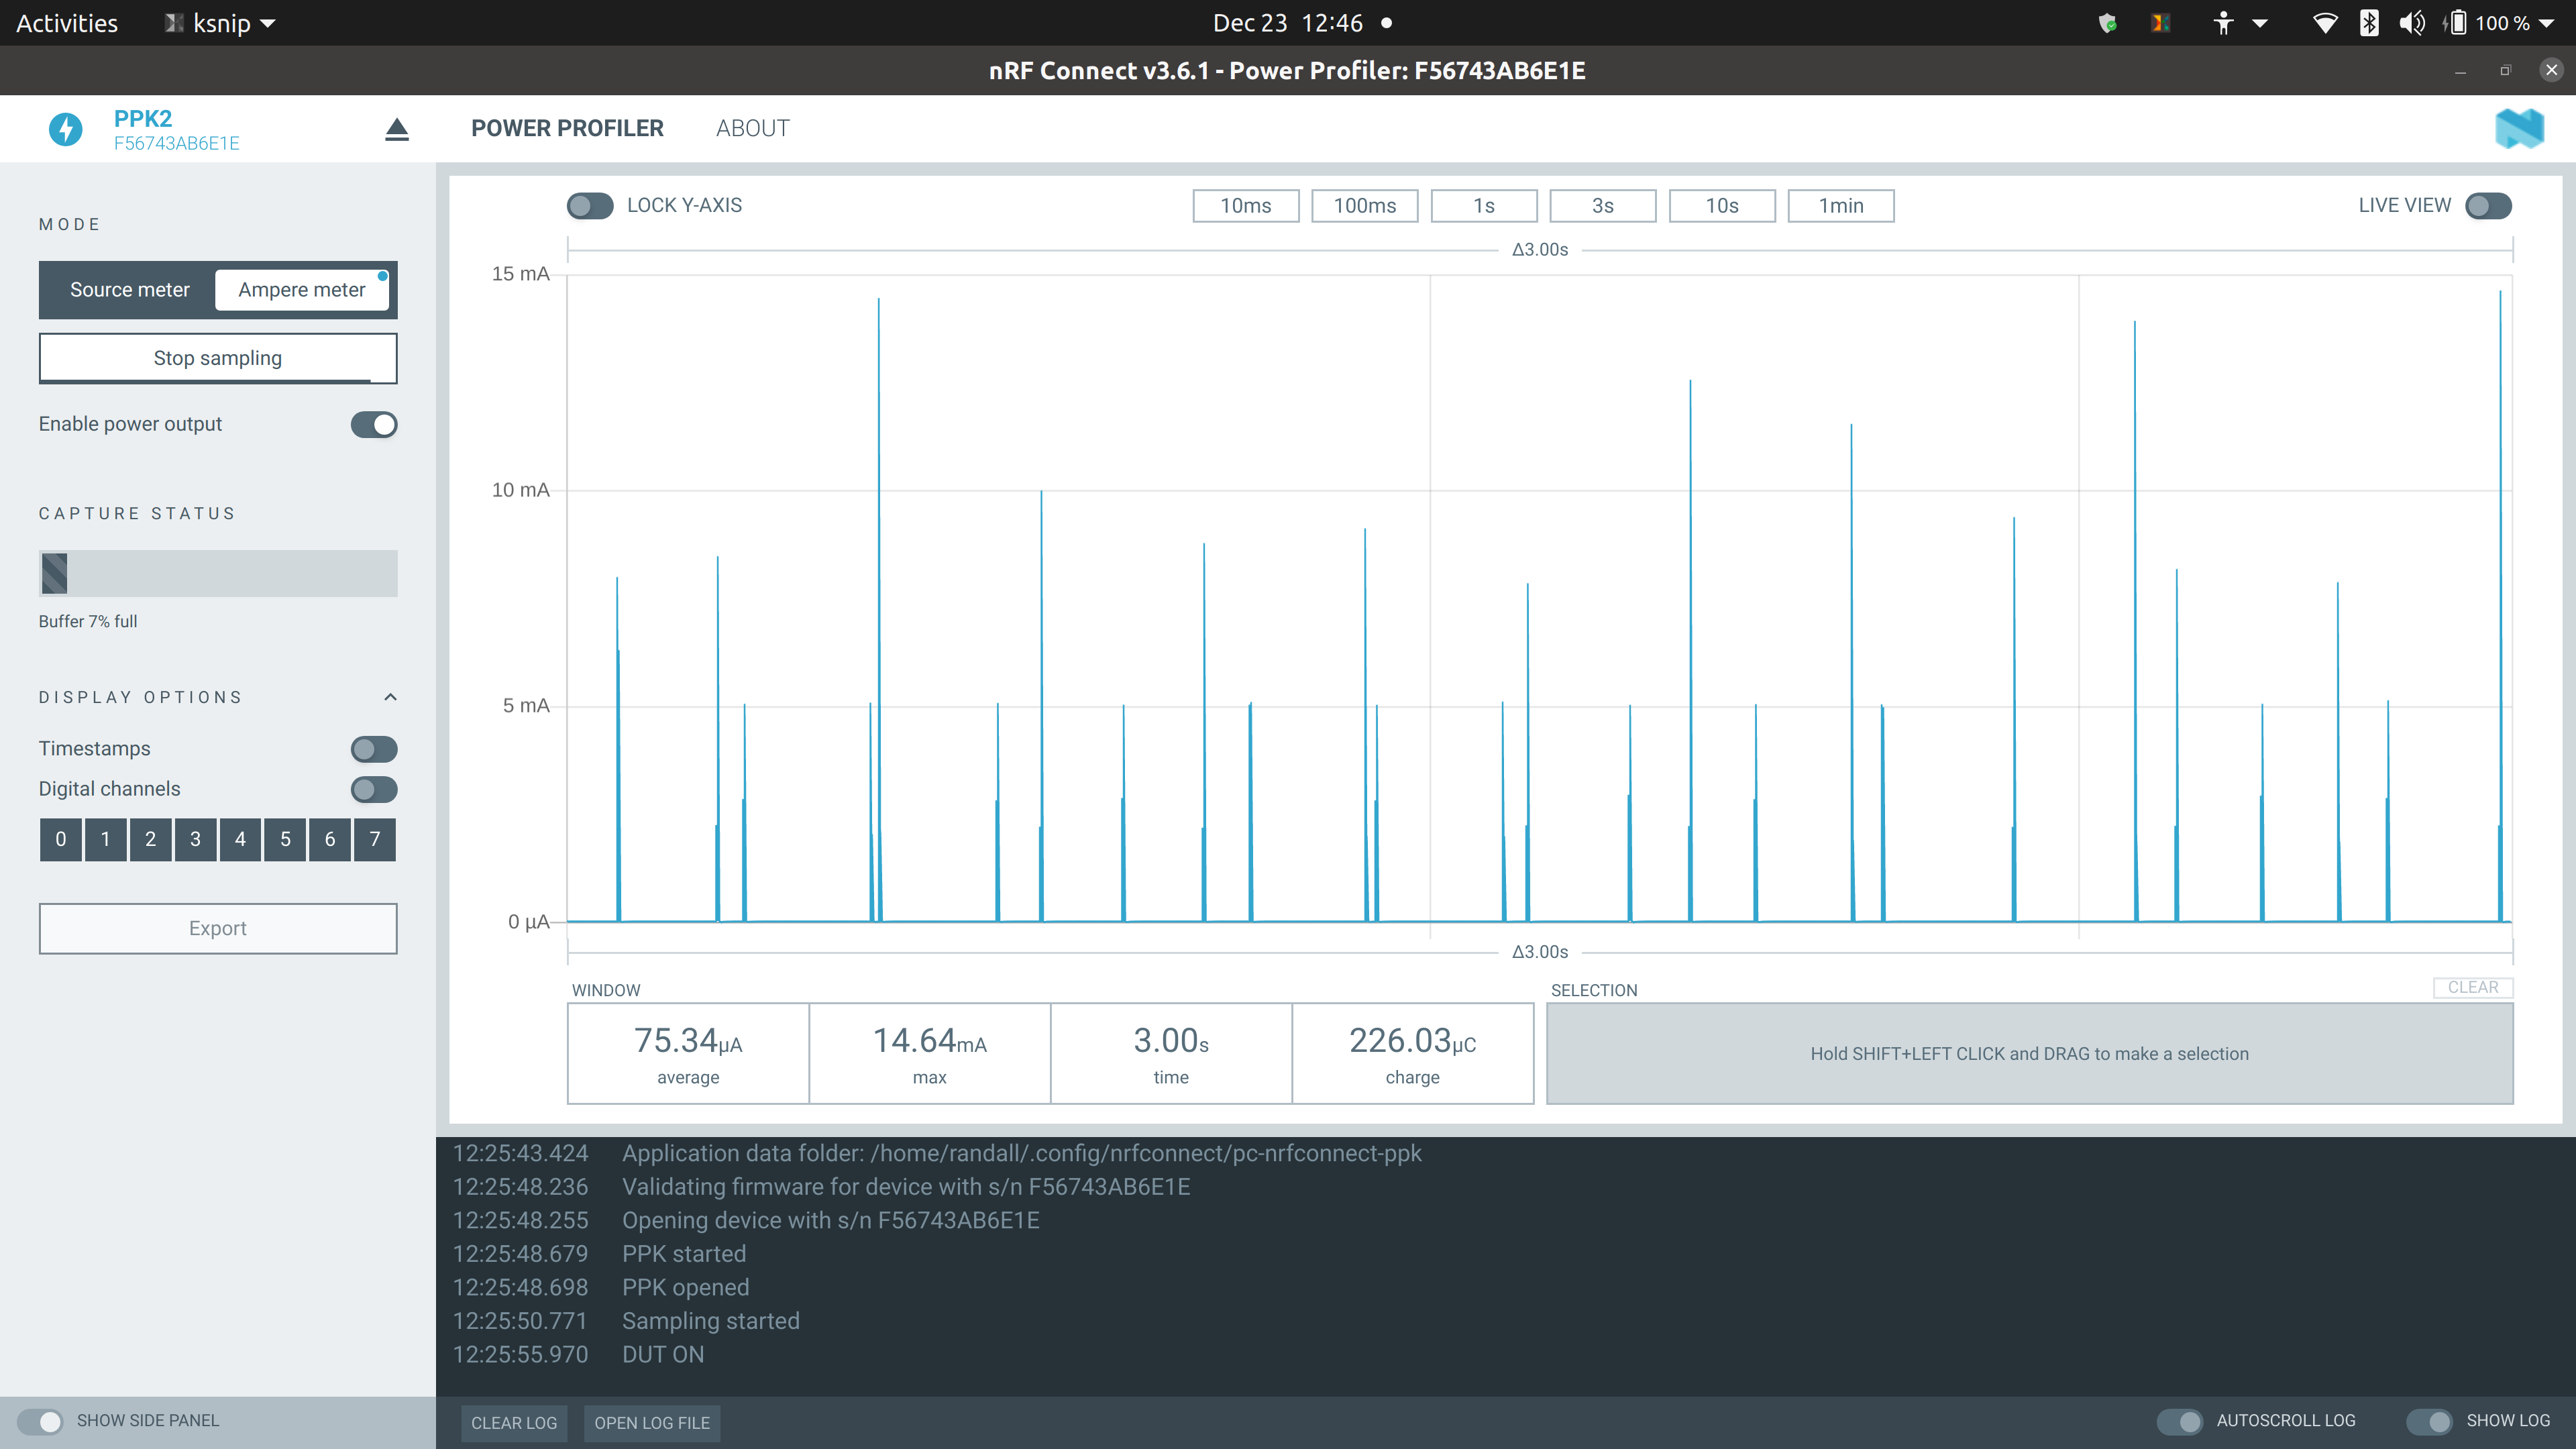 Activities ksnip Dec 23 12:46 100 %
nRF Connect v3.6.1 - Power Profiler: F56743AB6E1E
PPK2
F56743AB6E1E
POWER PROFILER ABOUT
MODE
Source meter Ampere meter
Stop sampling
Enable power output
CAPTURE STATUS
Buffer 7% full
DISPLAY OPTIONS
Timestamps
Digital channels
0 1 2 3 4 5 6 7
Export
LOCK Y-AXIS 10ms 100ms 1s 3s 10s 1min LIVE VIEW
Δ3.00s
15 mA
10 mA
5 mA
0 µA
Δ3.00s
WINDOW
75.34µA 14.64mA 3.00s 226.03µC
average max time charge
SELECTION CLEAR
Hold SHIFT+LEFT CLICK and DRAG to make a selection
12:25:43.424 Application data folder: /home/randall/.config/nrfconnect/pc-nrfconnect-ppk
12:25:48.236 Validating firmware for device with s/n F56743AB6E1E
12:25:48.255 Opening device with s/n F56743AB6E1E
12:25:48.679 PPK started
12:25:48.698 PPK opened
12:25:50.771 Sampling started
12:25:55.970 DUT ON
SHOW SIDE PANEL CLEAR LOG OPEN LOG FILE AUTOSCROLL LOG SHOW LOG